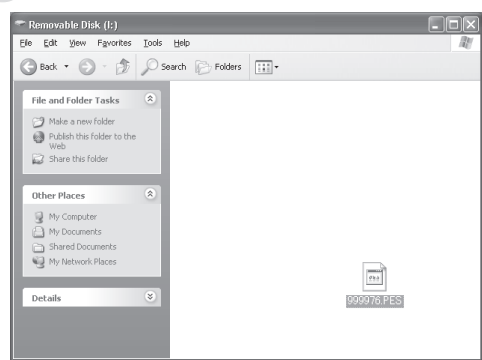 Removable Disk (I:)
File Edit View Favorites Tools Help
Back Search Folders
File and Folder Tasks
Make a new folder
Publish this folder to the
Web
Share this folder
Other Places
My Computer
My Documents
Shared Documents
My Network Places
Details
999976.PES